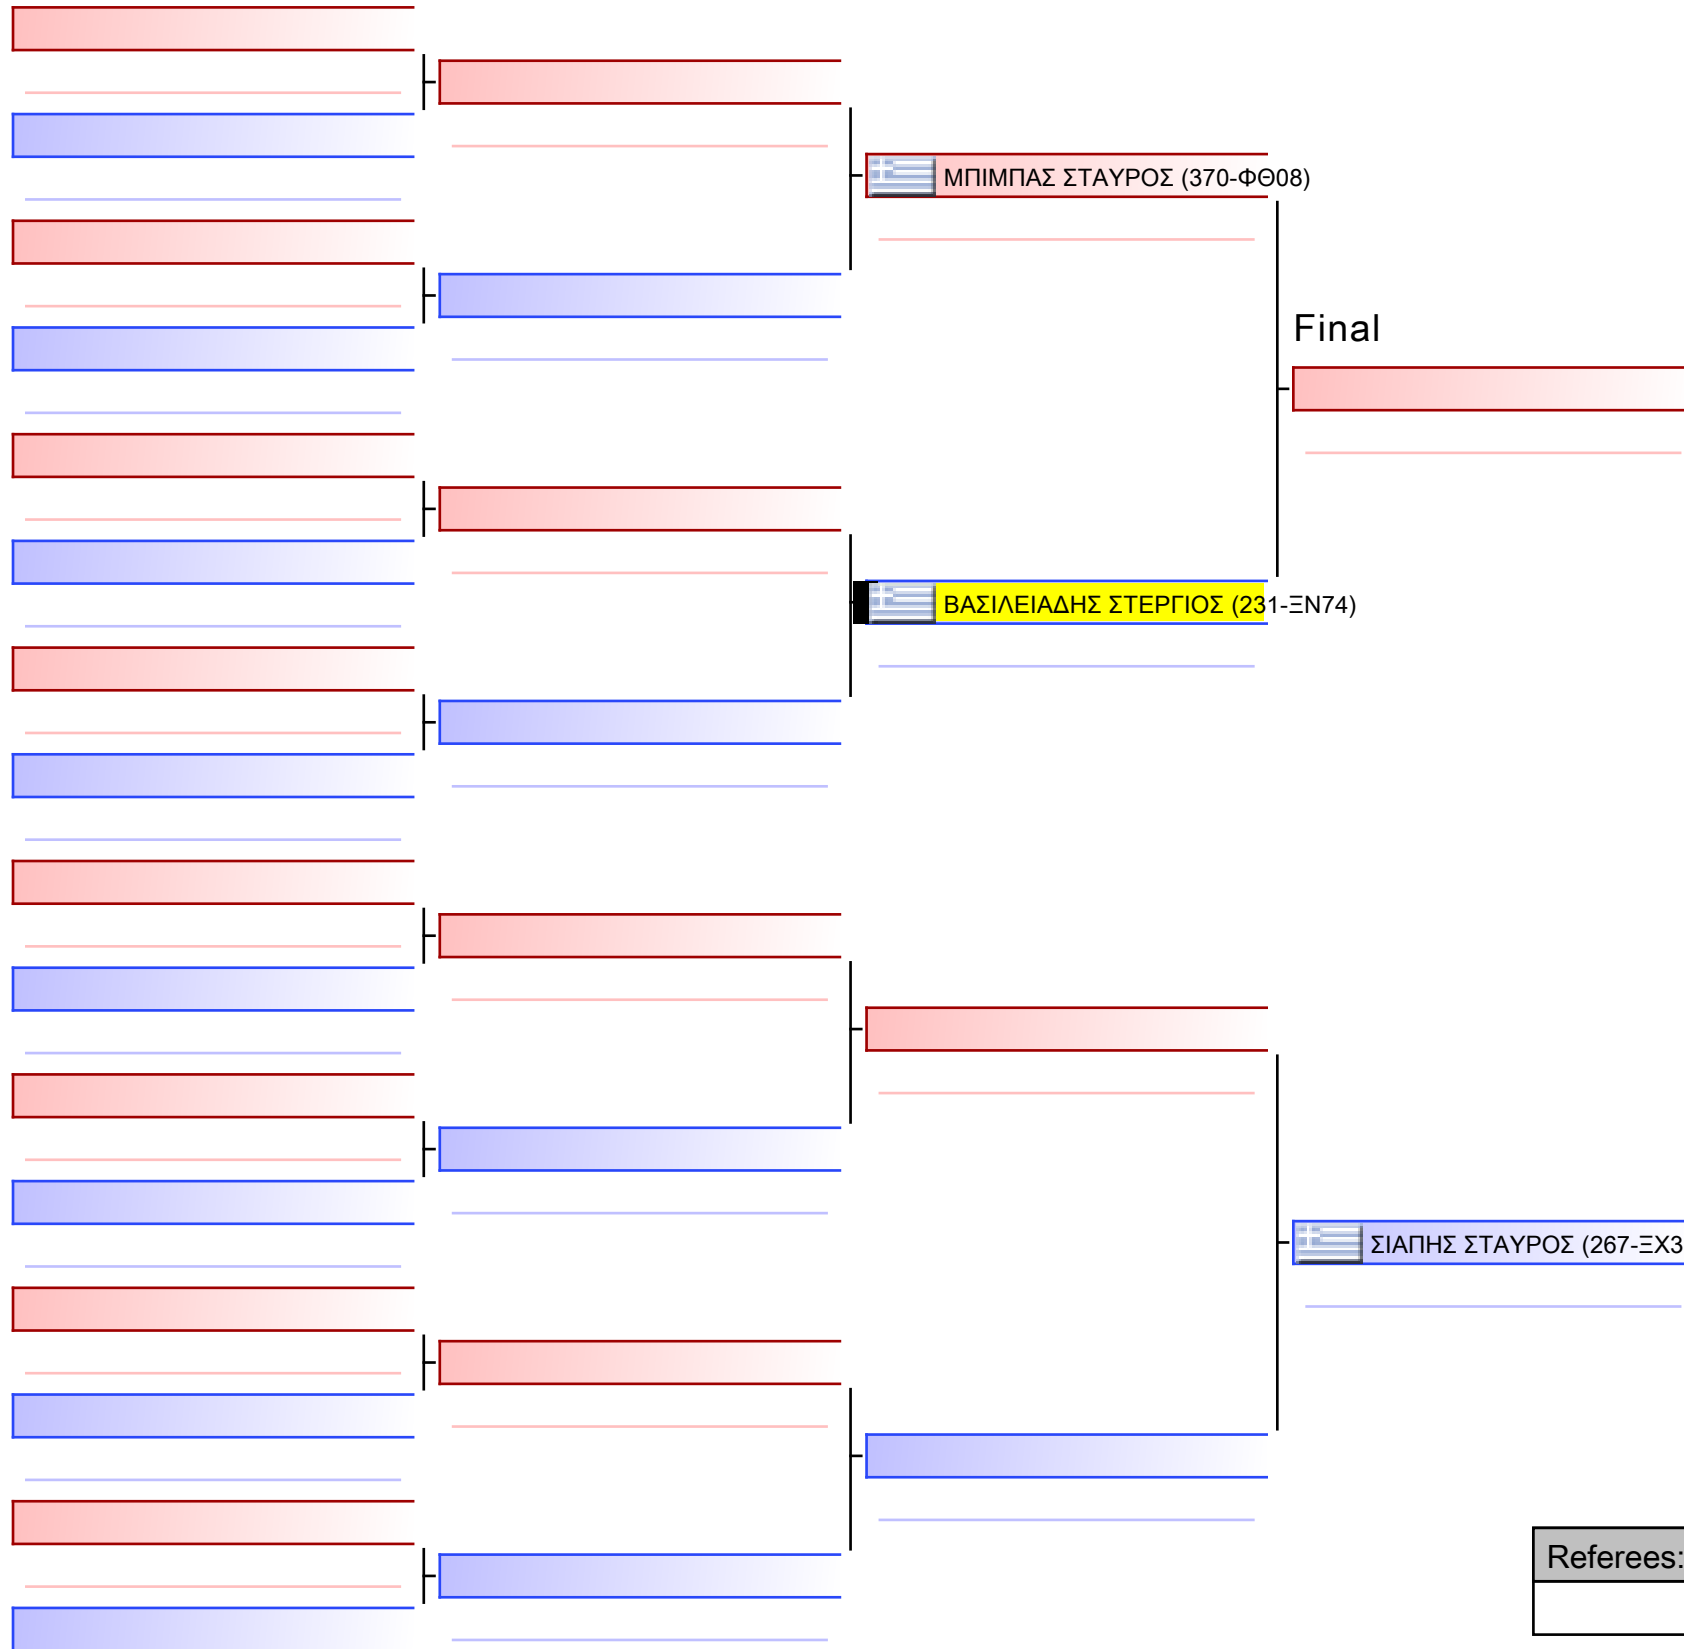 ΜΠΙΜΠΑΣ ΣΤΑΥΡΟΣ (370-ΦΘ08)
Final
ΒΑΣΙΛΕΙΑΔΗΣ ΣΤΕΡΓΙΟΣ (231-ΞΝ74)
ΣΙΑΠΗΣ ΣΤΑΥΡΟΣ (267-ΞΧ3
Referees: